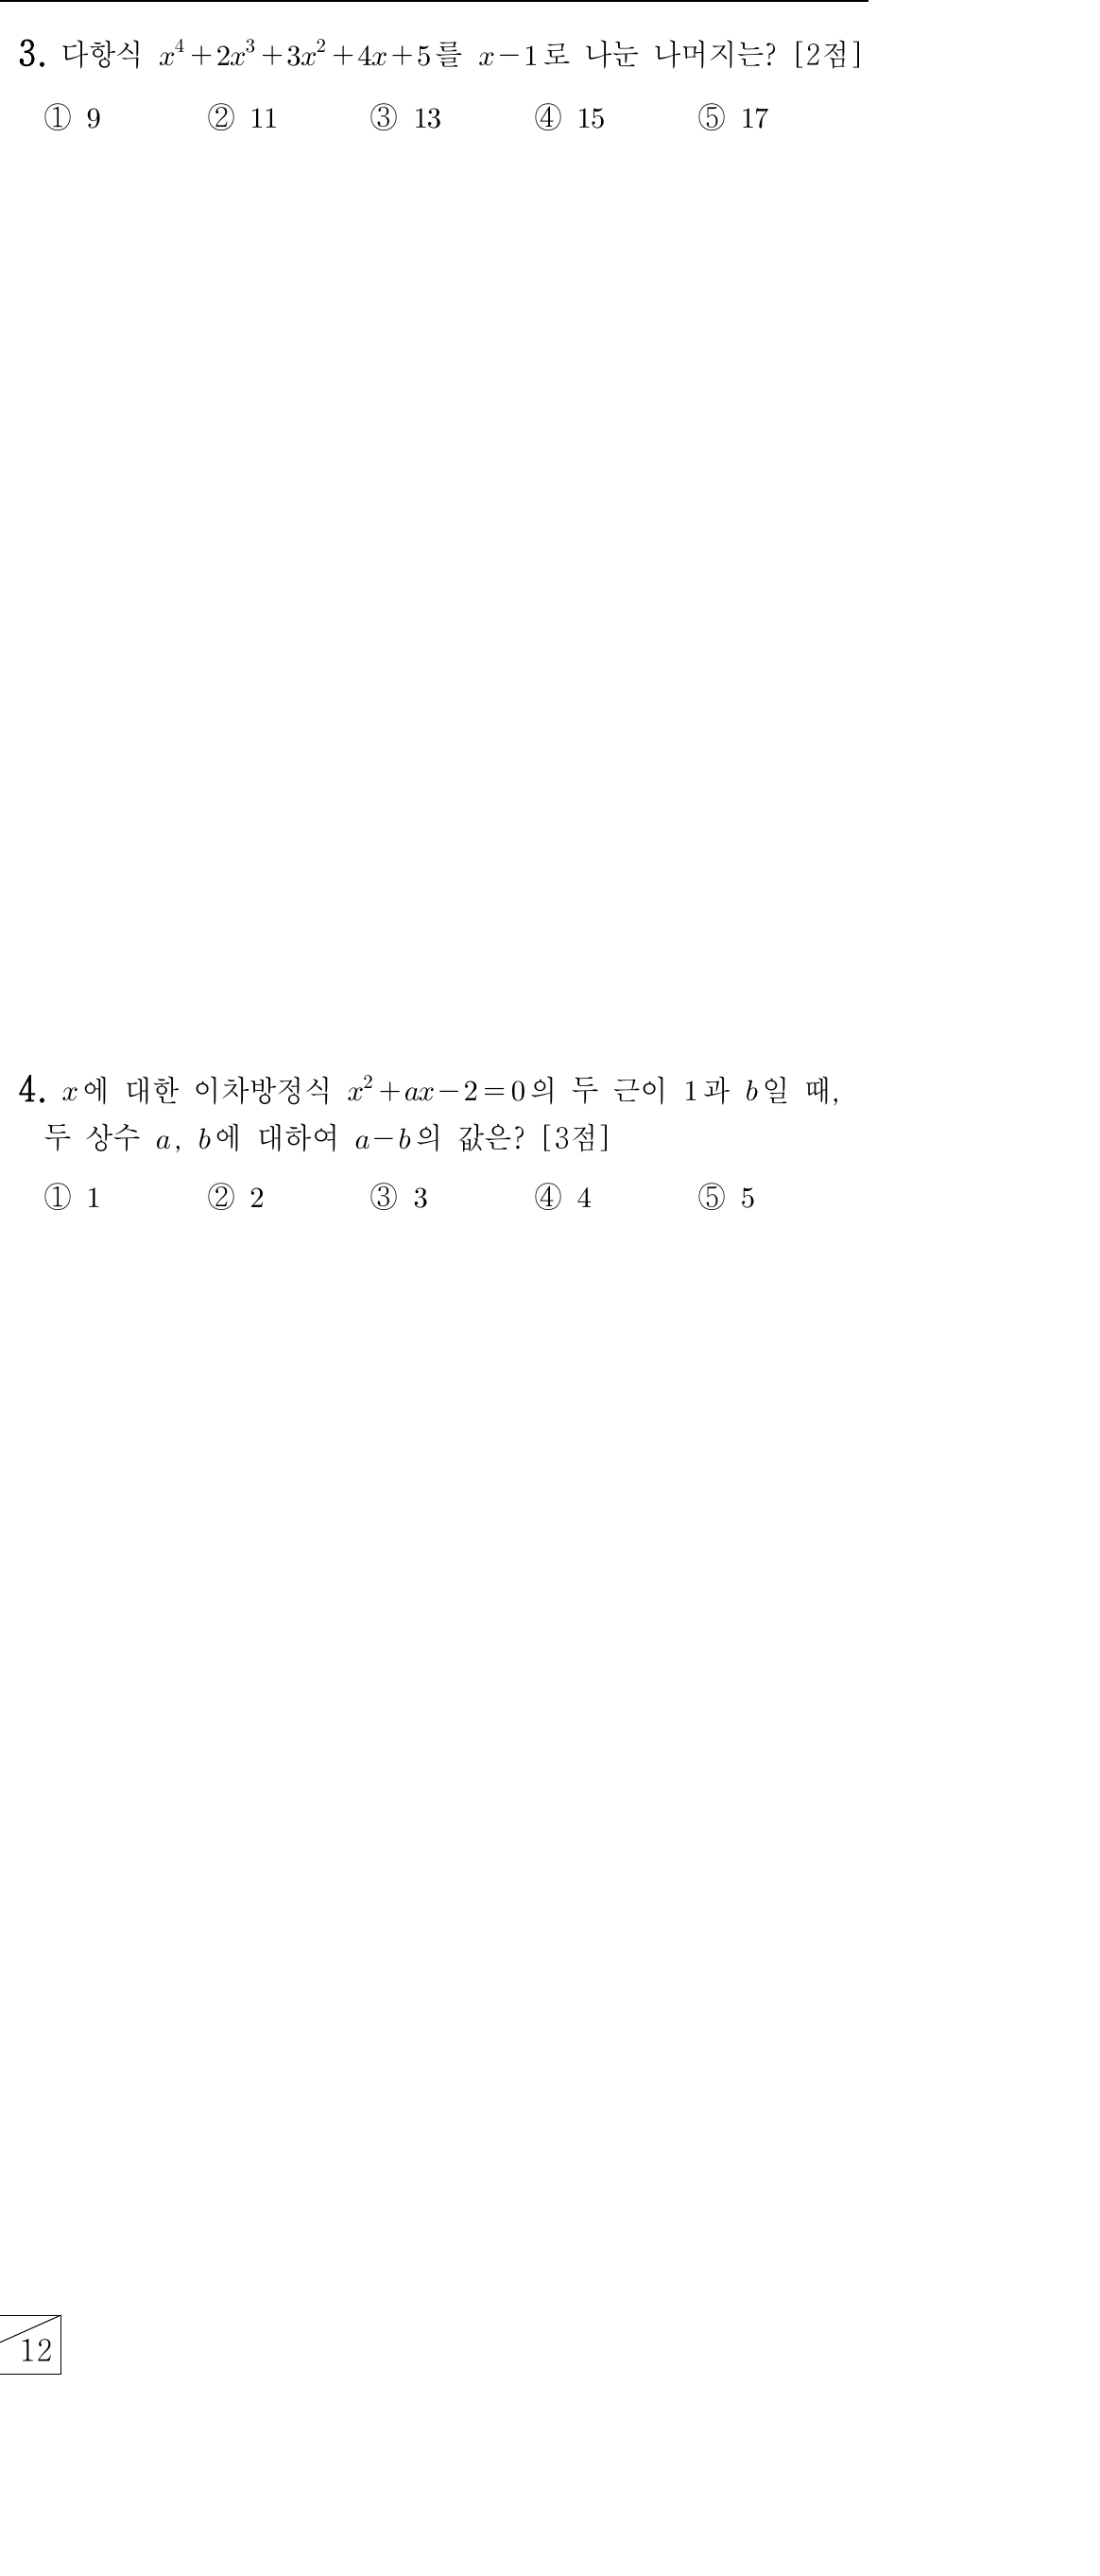 3. 다항식 x⁴+2x³+3x²+4x+5를 x-1로 나눈 나머지는? [2점]
① 9 ② 11 ③ 13 ④ 15 ⑤ 17
4. x에 대한 이차방정식 x²+ax-2=0의 두 근이 1과 b일 때,
두 상수 a, b에 대하여 a-b의 값은? [3점]
① 1 ② 2 ③ 3 ④ 4 ⑤ 5
12